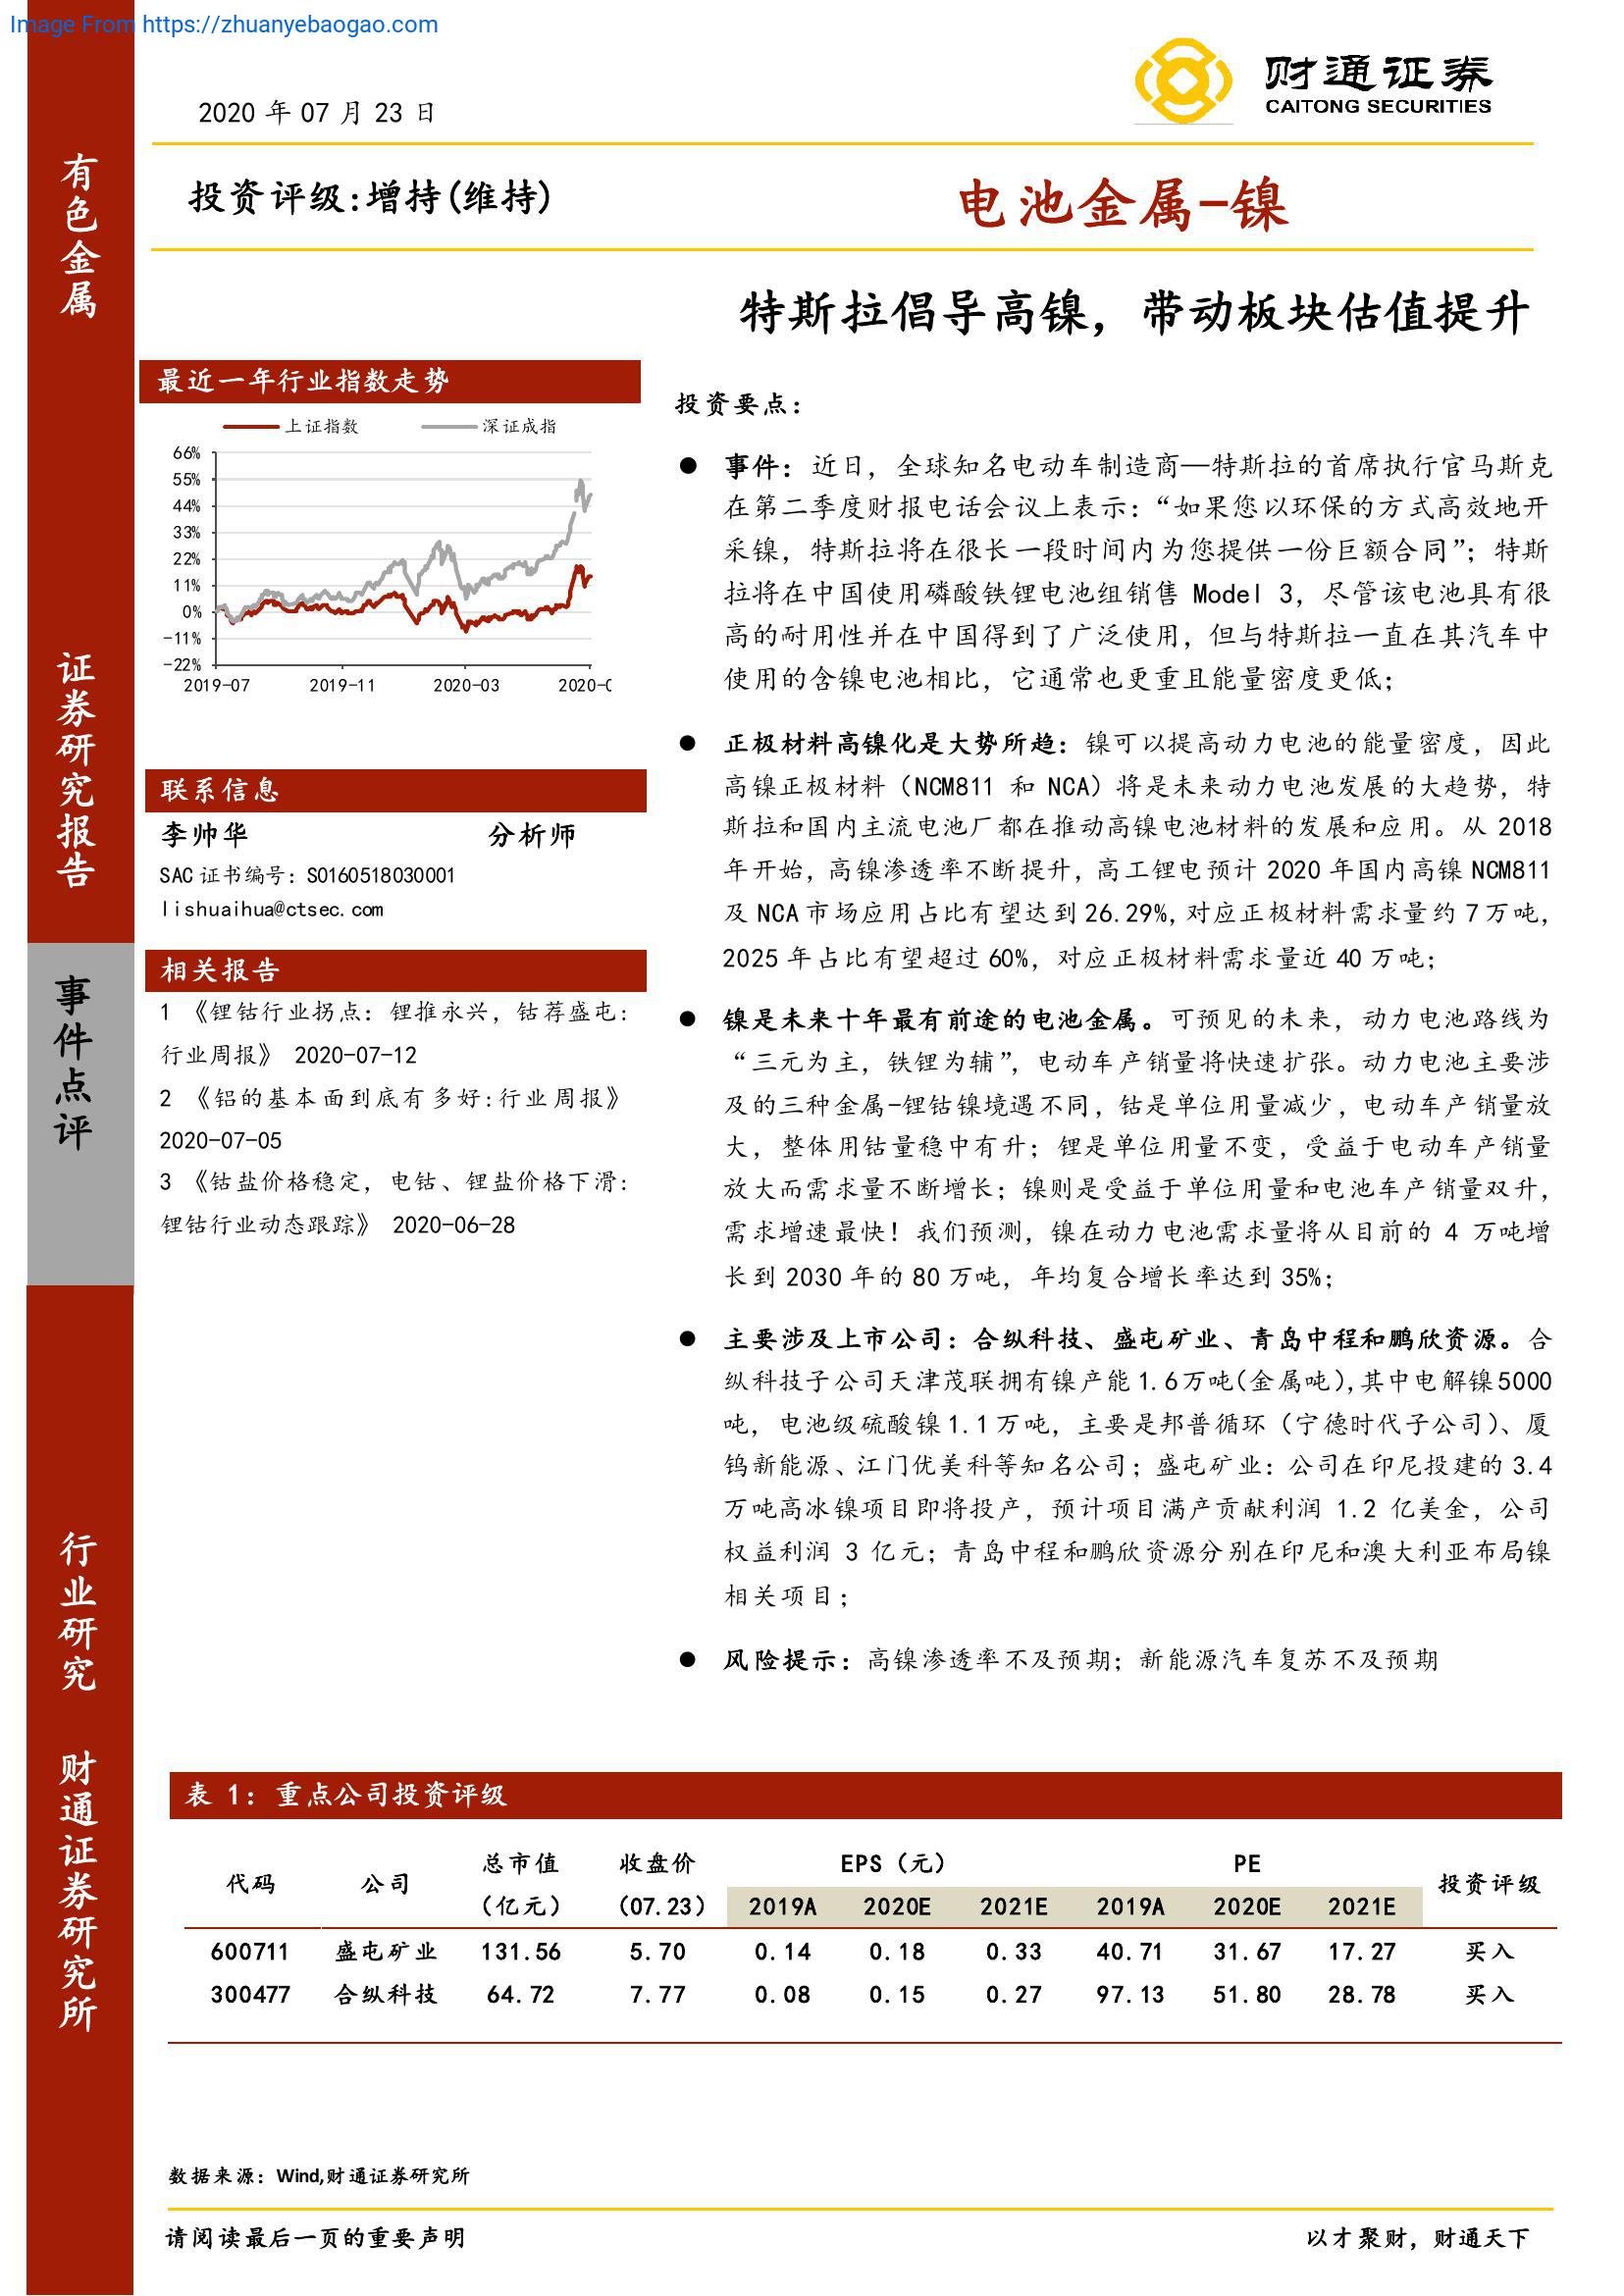 Image From https://zhuanyebaogao.com
财通证券
CAITONG SECURITIES
2020 年 07 月 23 日
投资评级:增持(维持)
电池金属-镍
特斯拉倡导高镍，带动板块估值提升
有色金属
证券研究报告
事件点评
行业研究
财通证券研究所
最近一年行业指数走势
上证指数 深证成指
66%
55%
44%
33%
22%
11%
0%
-11%
-22%
2019-07 2019-11 2020-03 2020-0
联系信息
李帅华 分析师
SAC 证书编号：S0160518030001
lishuaihua@ctsec.com
相关报告
1 《锂钴行业拐点：锂推永兴，钴荐盛屯：
行业周报》 2020-07-12
2 《铝的基本面到底有多好:行业周报》
2020-07-05
3 《钴盐价格稳定，电钴、锂盐价格下滑：
锂钴行业动态跟踪》 2020-06-28
投资要点：
● 事件：近日，全球知名电动车制造商—特斯拉的首席执行官马斯克
在第二季度财报电话会议上表示：“如果您以环保的方式高效地开
采镍，特斯拉将在很长一段时间内为您提供一份巨额合同”；特斯
拉将在中国使用磷酸铁锂电池组销售 Model 3，尽管该电池具有很
高的耐用性并在中国得到了广泛使用，但与特斯拉一直在其汽车中
使用的含镍电池相比，它通常也更重且能量密度更低；
● 正极材料高镍化是大势所趋：镍可以提高动力电池的能量密度，因此
高镍正极材料（NCM811 和 NCA）将是未来动力电池发展的大趋势，特
斯拉和国内主流电池厂都在推动高镍电池材料的发展和应用。从 2018
年开始，高镍渗透率不断提升，高工锂电预计 2020 年国内高镍 NCM811
及 NCA 市场应用占比有望达到 26.29%,对应正极材料需求量约 7 万吨，
2025 年占比有望超过 60%，对应正极材料需求量近 40 万吨；
● 镍是未来十年最有前途的电池金属。可预见的未来，动力电池路线为
“三元为主，铁锂为辅”，电动车产销量将快速扩张。动力电池主要涉
及的三种金属-锂钴镍境遇不同，钴是单位用量减少，电动车产销量放
大，整体用钴量稳中有升；锂是单位用量不变，受益于电动车产销量
放大而需求量不断增长；镍则是受益于单位用量和电池车产销量双升，
需求增速最快！我们预测，镍在动力电池需求量将从目前的 4 万吨增
长到 2030 年的 80 万吨，年均复合增长率达到 35%；
● 主要涉及上市公司：合纵科技、盛屯矿业、青岛中程和鹏欣资源。合
纵科技子公司天津茂联拥有镍产能 1.6 万吨(金属吨),其中电解镍 5000
吨，电池级硫酸镍 1.1 万吨，主要是邦普循环（宁德时代子公司）、厦
钨新能源、江门优美科等知名公司；盛屯矿业：公司在印尼投建的 3.4
万吨高冰镍项目即将投产，预计项目满产贡献利润 1.2 亿美金，公司
权益利润 3 亿元；青岛中程和鹏欣资源分别在印尼和澳大利亚布局镍
相关项目；
● 风险提示：高镍渗透率不及预期；新能源汽车复苏不及预期
表 1：重点公司投资评级
代码 公司 总市值 收盘价 EPS（元） PE 投资评级
（亿元） （07.23） 2019A 2020E 2021E 2019A 2020E 2021E
600711 盛屯矿业 131.56 5.70 0.14 0.18 0.33 40.71 31.67 17.27 买入
300477 合纵科技 64.72 7.77 0.08 0.15 0.27 97.13 51.80 28.78 买入
数据来源：Wind,财通证券研究所
请阅读最后一页的重要声明
以才聚财，财通天下